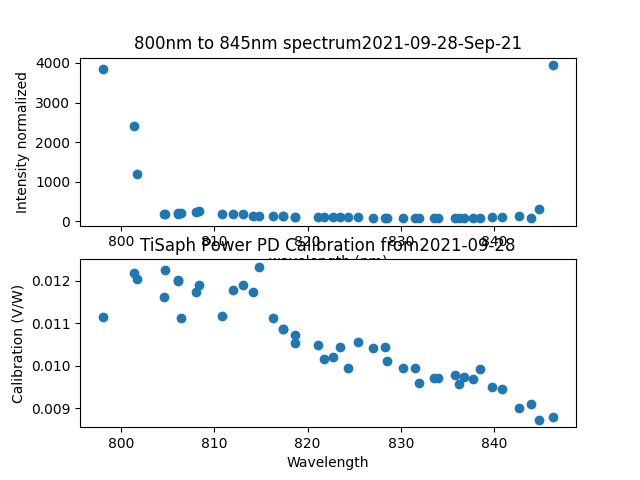 800nm to 845nm spectrum2021-09-28-Sep-21
4000
3000
2000
1000
0
Intensity normalized
800 810 820 830 840
wavelength (nm)
TiSaph Power PD Calibration from2021-09-28
0.012
0.011
0.010
0.009
Calibration (V/W)
800 810 820 830 840
Wavelength